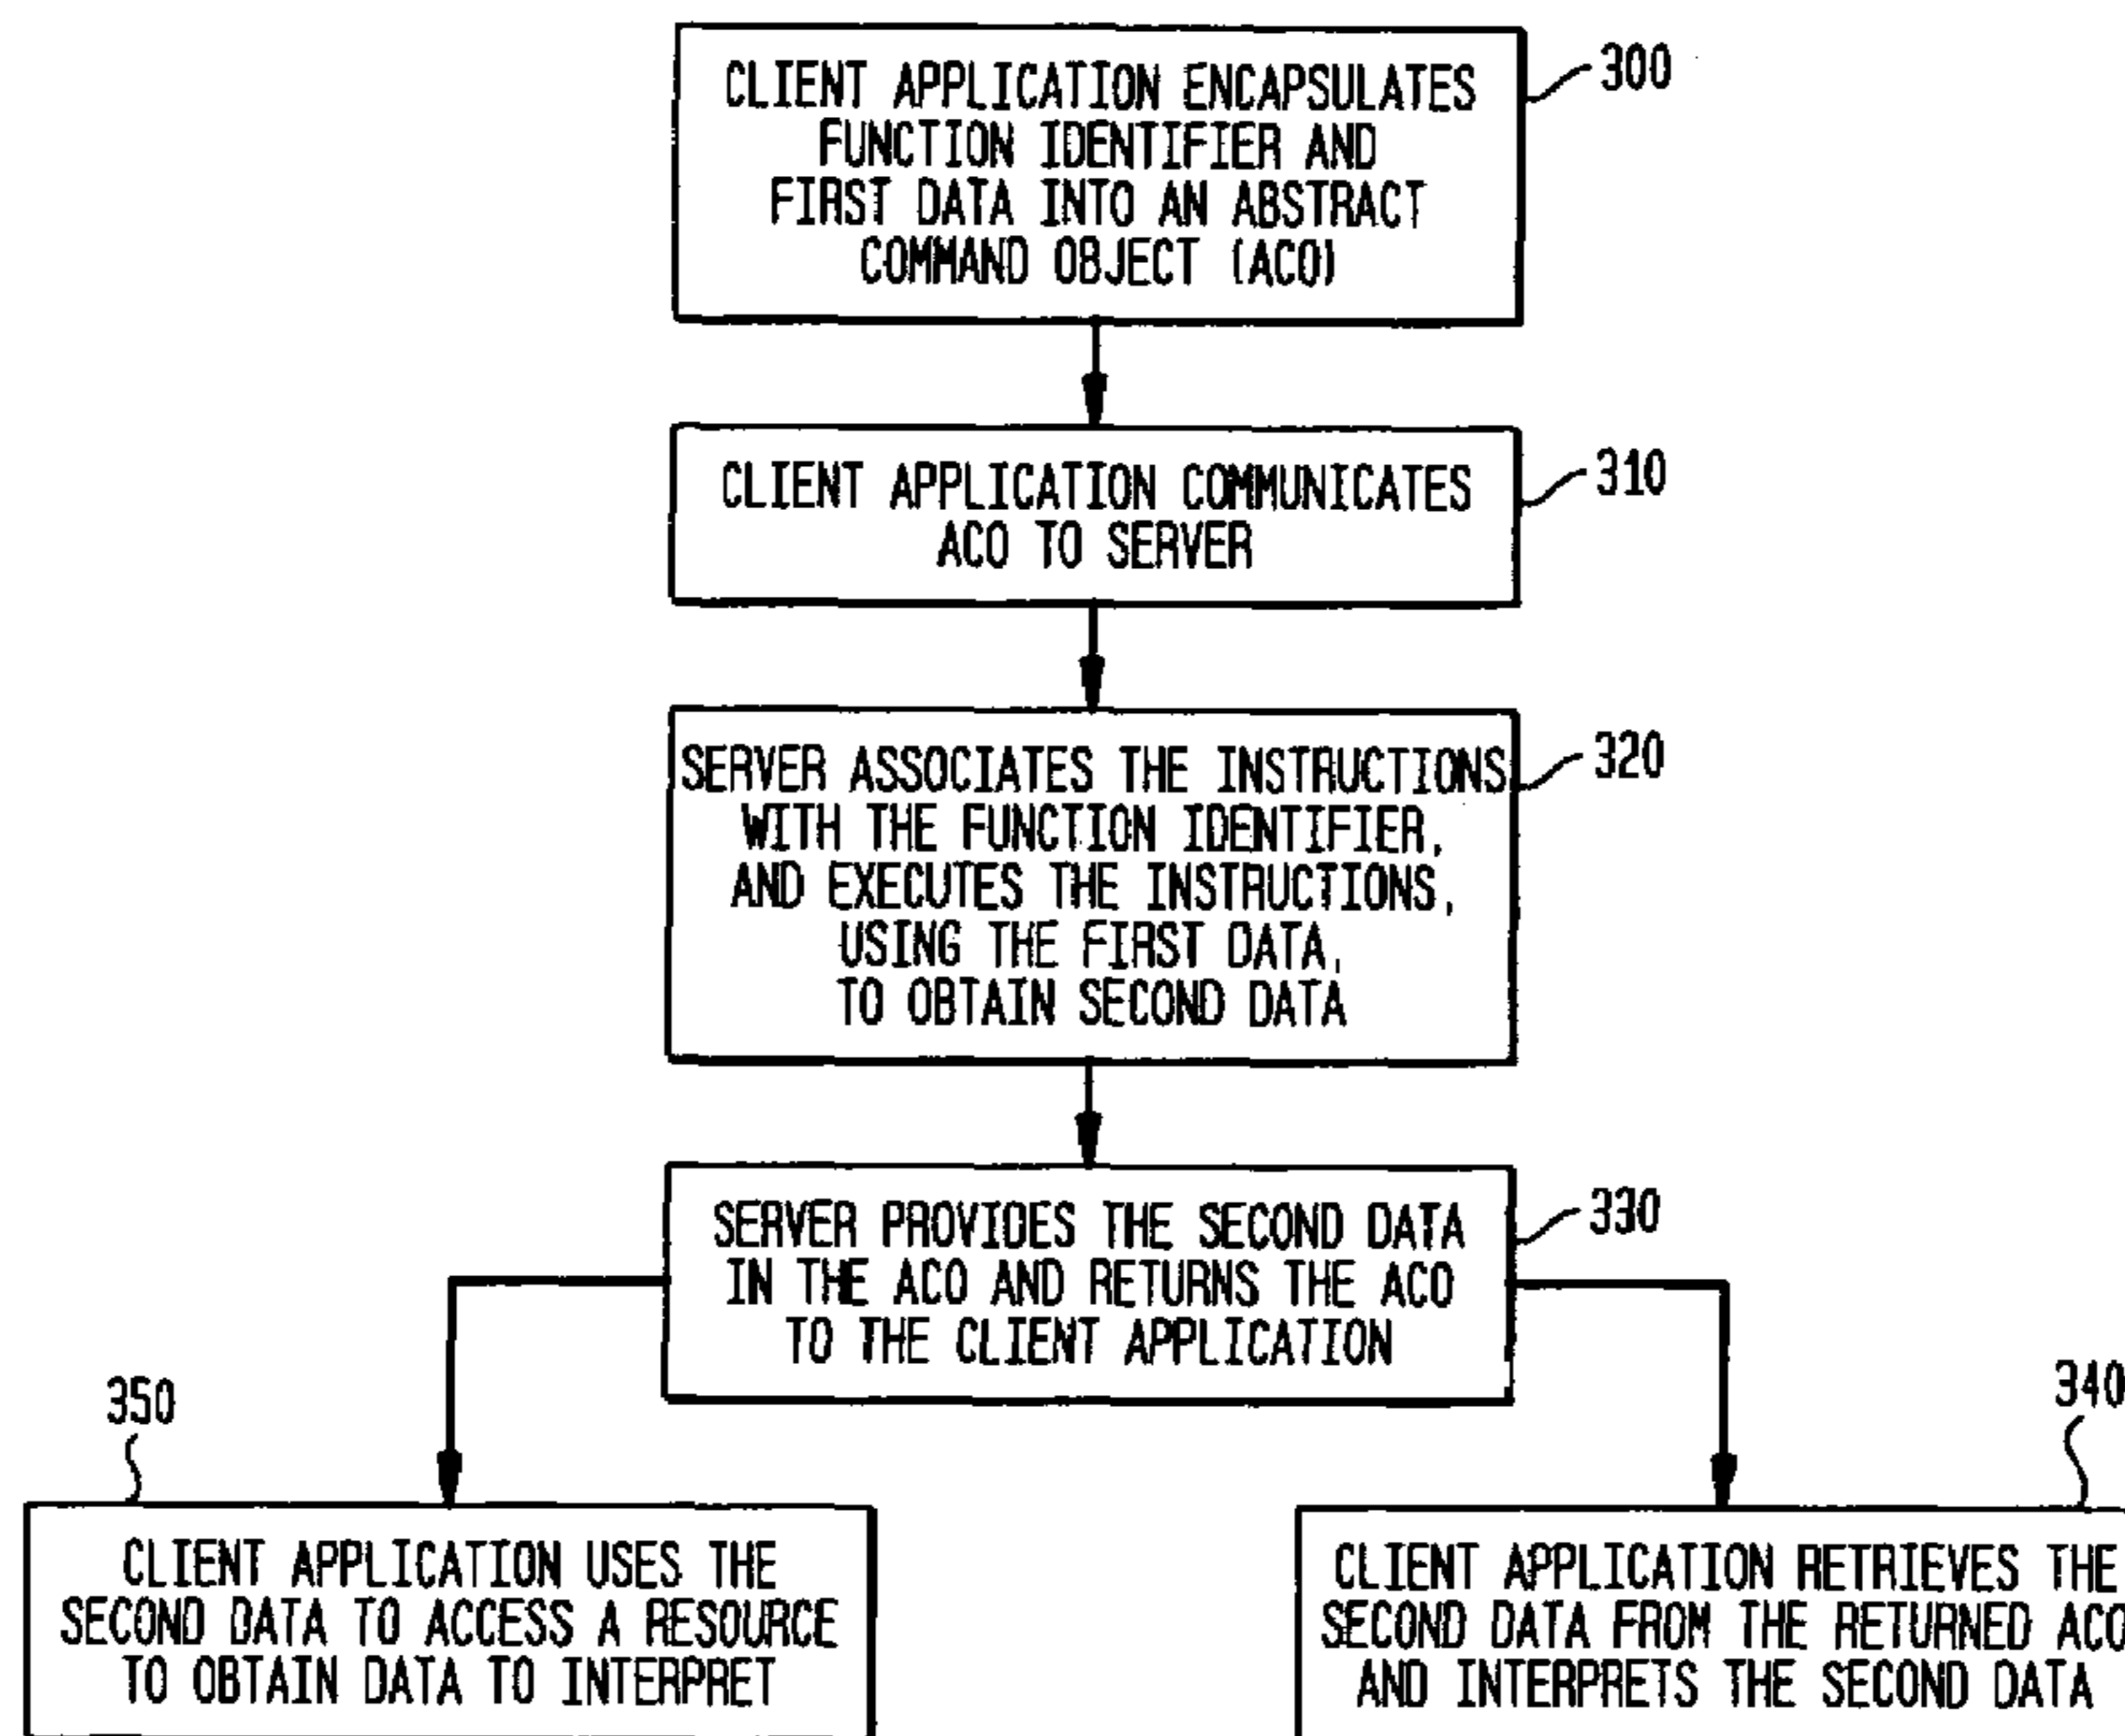 CLIENT APPLICATION ENCAPSULATES
FUNCTION IDENTIFIER AND
FIRST DATA INTO AN ABSTRACT
COMMAND OBJECT (ACO)
300
CLIENT APPLICATION COMMUNICATES
ACO TO SERVER
310
SERVER ASSOCIATES THE INSTRUCTIONS
WITH THE FUNCTION IDENTIFIER,
AND EXECUTES THE INSTRUCTIONS,
USING THE FIRST DATA,
TO OBTAIN SECOND DATA
320
SERVER PROVIDES THE SECOND DATA
IN THE ACO AND RETURNS THE ACO
TO THE CLIENT APPLICATION
330
350
CLIENT APPLICATION USES THE
SECOND DATA TO ACCESS A RESOURCE
TO OBTAIN DATA TO INTERPRET
340
CLIENT APPLICATION RETRIEVES THE
SECOND DATA FROM THE RETURNED ACO
AND INTERPRETS THE SECOND DATA